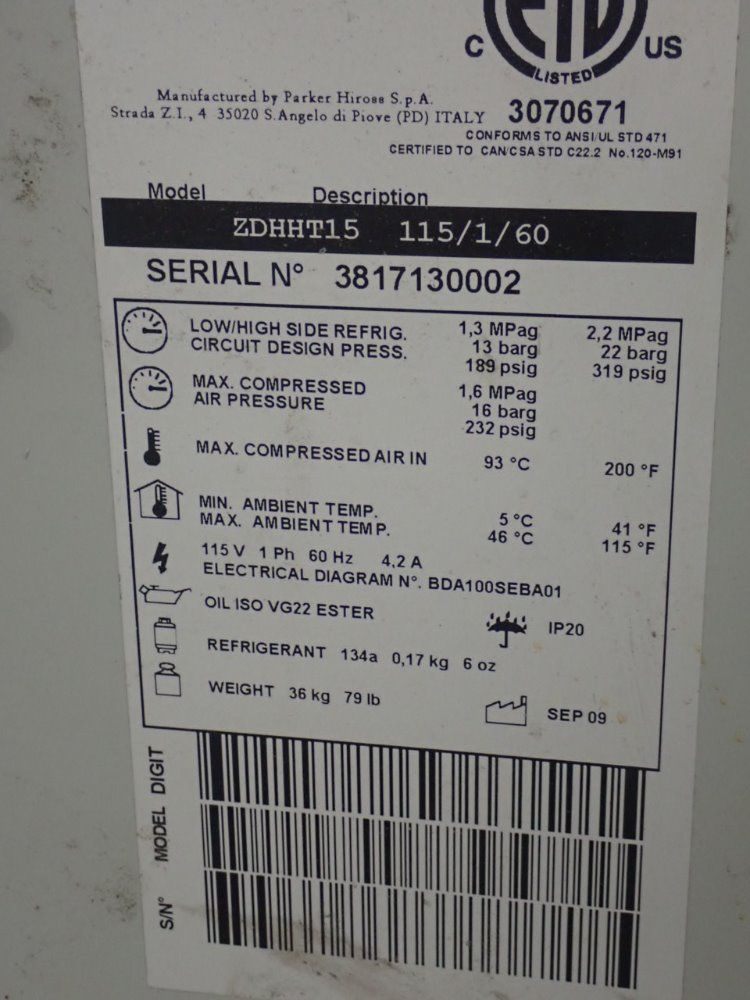 C ETL US
LISTED
Manufactured by Parker Hiross S.p.A.
Strada Z.I., 4 35020 S.Angelo di Piove (PD) ITALY
3070671
CONFORMS TO ANSI/UL STD 471
CERTIFIED TO CAN/CSA STD C22.2 No.120-M91
Model Description
ZDHHT15 115/1/60
SERIAL N° 3817130002
LOW/HIGH SIDE REFRIG. 1,3 MPag 2,2 MPag
CIRCUIT DESIGN PRESS. 13 barg 22 barg
189 psig 319 psig
MAX. COMPRESSED 1,6 MPag
AIR PRESSURE 16 barg
232 psig
MAX. COMPRESSED AIR IN 93 °C 200 °F
MIN. AMBIENT TEMP. 5 °C 41 °F
MAX. AMBIENT TEMP. 46 °C 115 °F
115 V 1 Ph 60 Hz 4,2 A
ELECTRICAL DIAGRAM N°. BDA100SEBA01
OIL ISO VG22 ESTER IP20
REFRIGERANT 134a 0,17 kg 6 oz
WEIGHT 36 kg 79 lb SEP 09
DIGIT
MODEL
S/N°